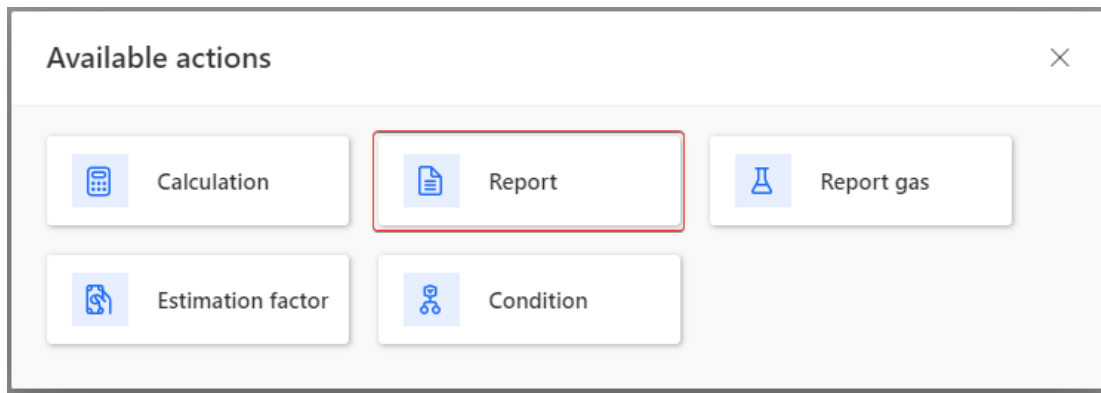 Available actions
Calculation
Report
Report gas
Estimation factor
Condition